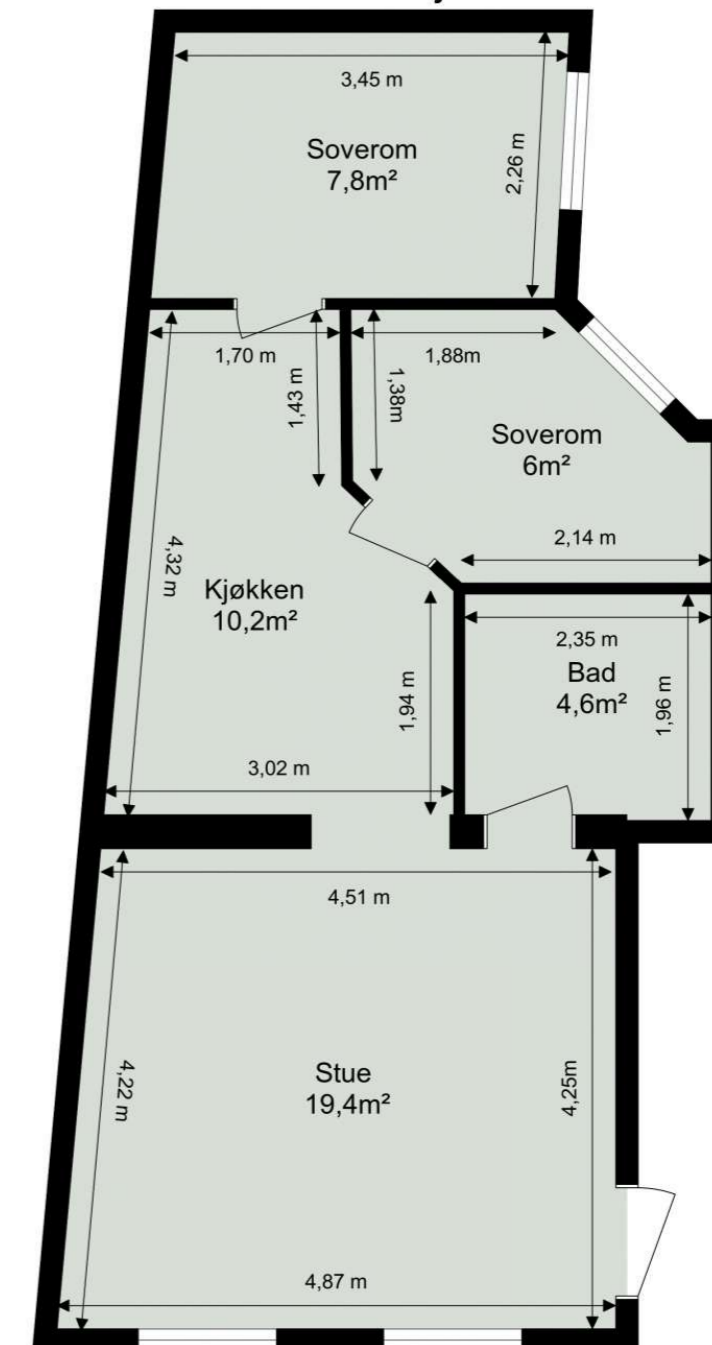 3,45 m
Soverom
7,8m²
2,26 m
1,70 m
1,88m
1,43 m
1,38m
Soverom
6m²
2,14 m
4,32 m
Kjøkken
10,2m²
2,35 m
Bad
4,6m²
1,96 m
1,94 m
3,02 m
4,51 m
4,22 m
Stue
19,4m²
4,25m
4,87 m